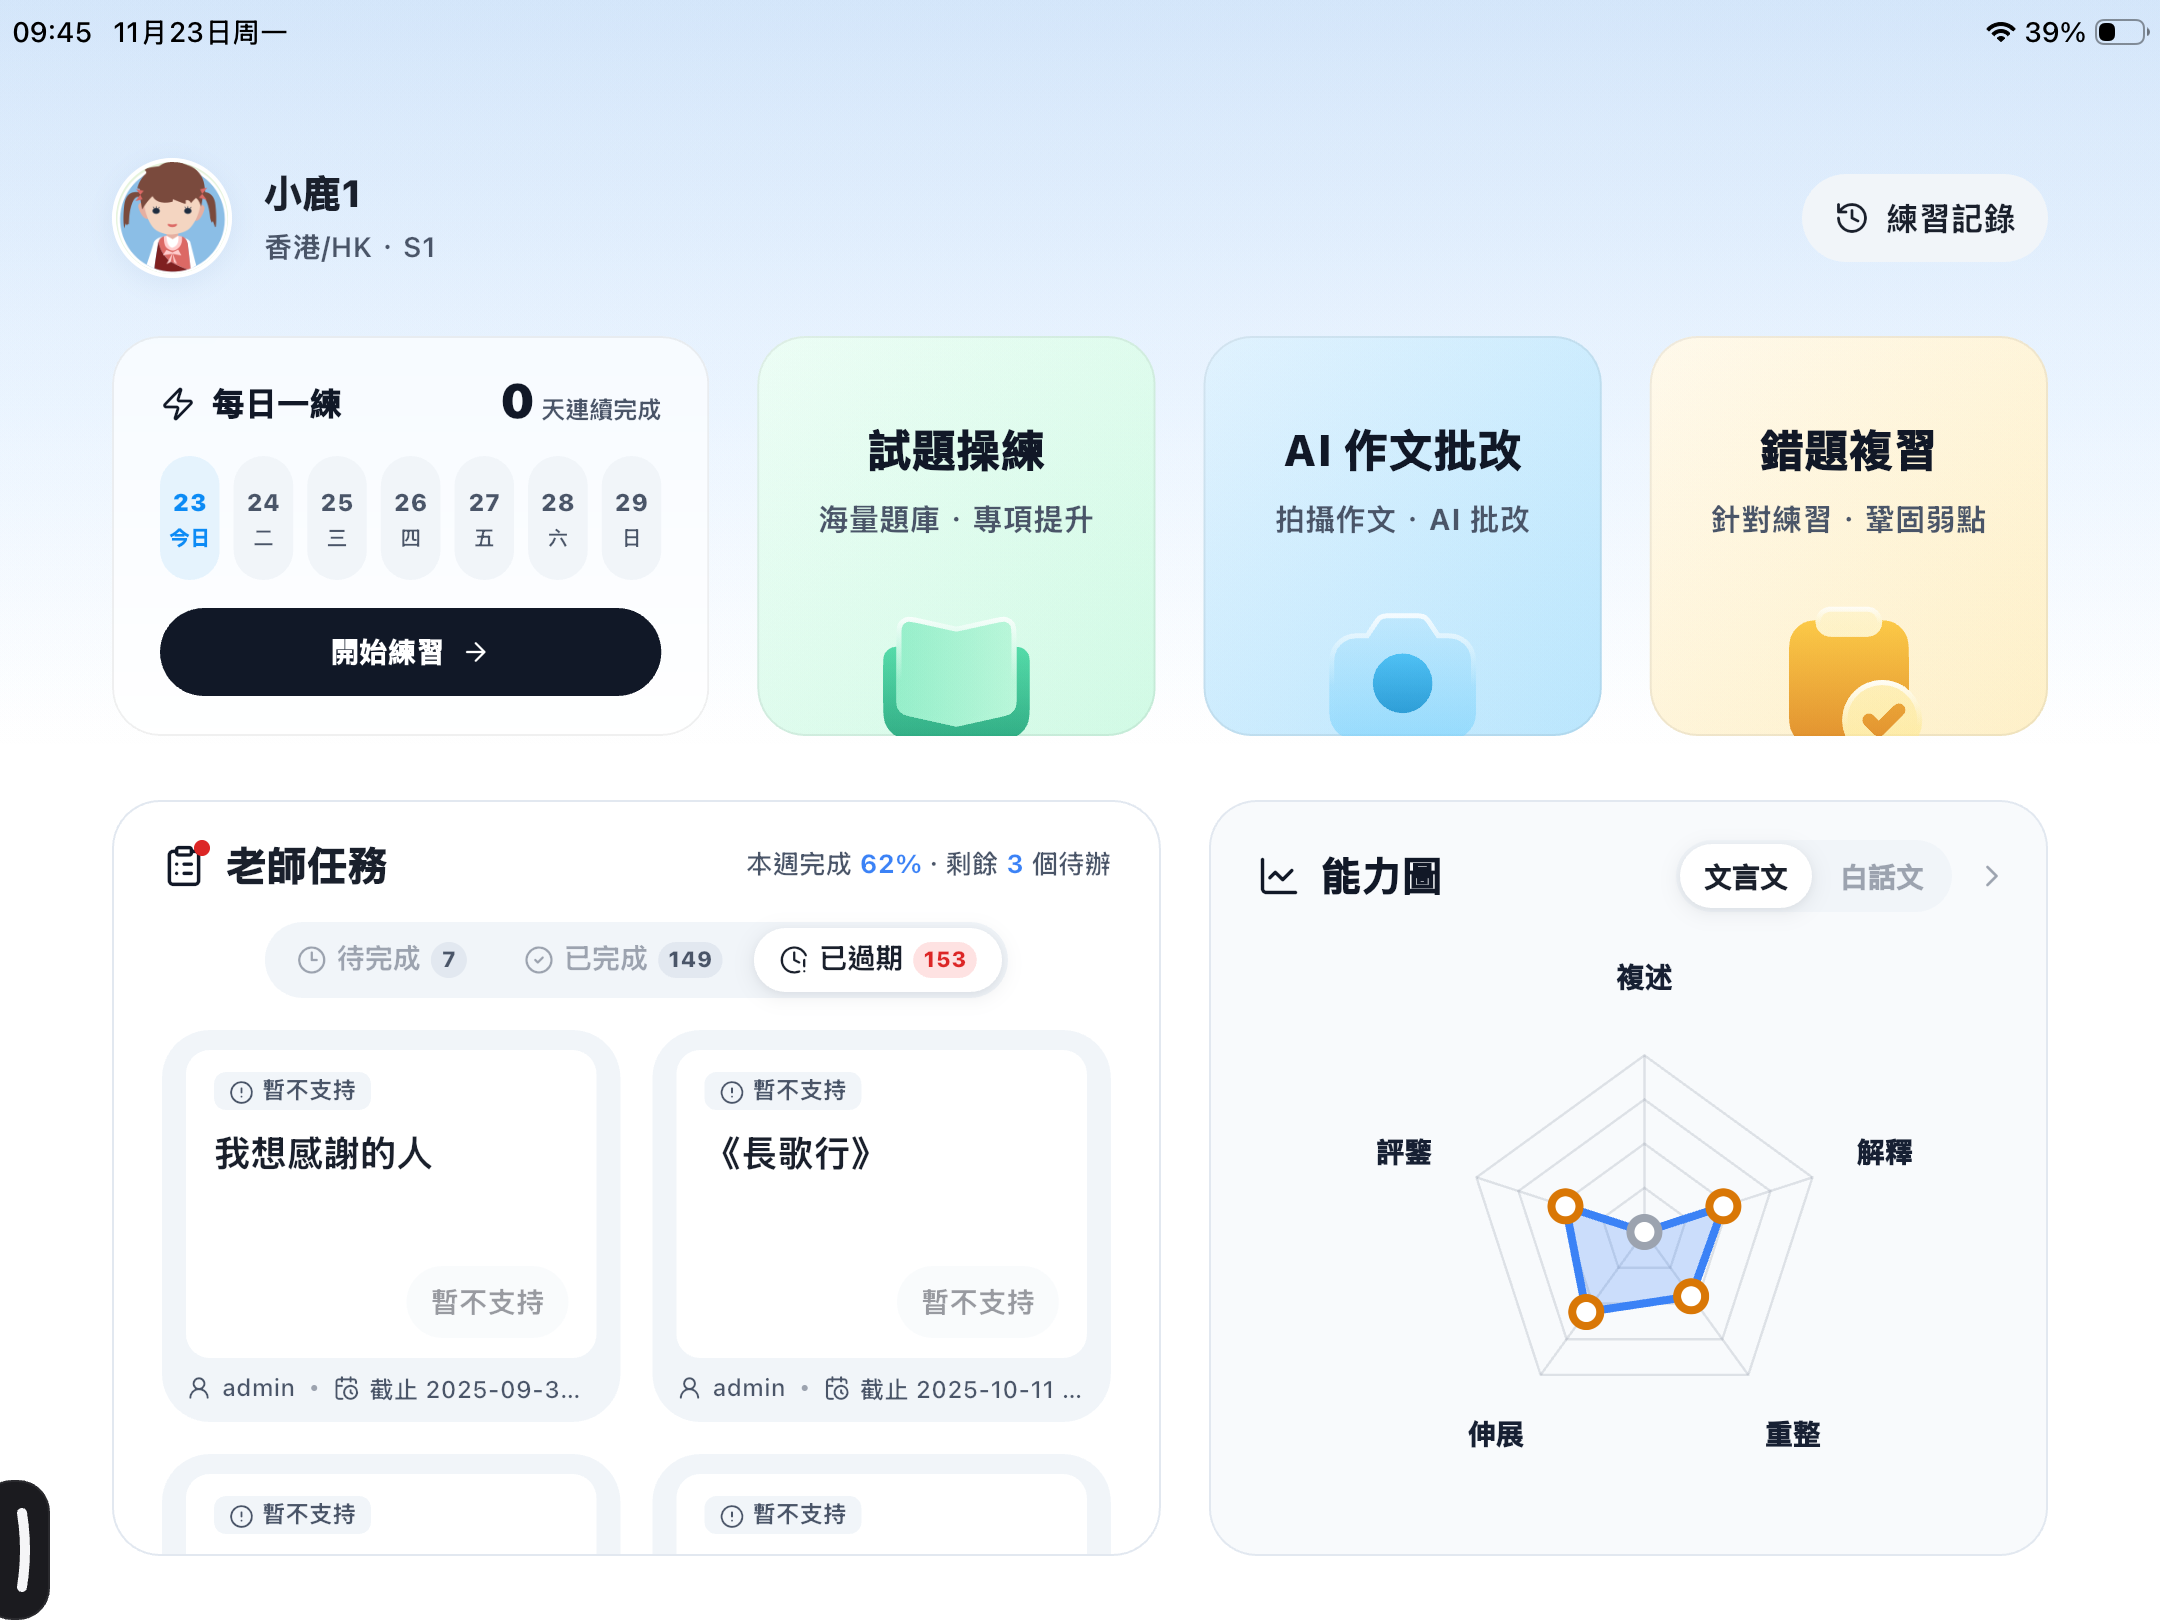 09:45 11月23日周一 39%
小鹿1
香港/HK · S1
練習記錄
每日一練 0 天連續完成
23 24 25 26 27 28 29
今日 二 三 四 五 六 日
開始練習
試題操練
海量題庫 · 專項提升
AI 作文批改
拍攝作文 · AI 批改
錯題複習
針對練習 · 鞏固弱點
老師任務 本週完成 62% · 剩餘 3 個待辦
待完成 7 已完成 149 已過期 153
暫不支持
我想感謝的人
暫不支持
admin • 截止 2025-09-3...
暫不支持
《長歌行》
暫不支持
admin • 截止 2025-10-11 ...
暫不支持
暫不支持
能力圖 文言文 白話文
複述
評鑒 解釋
伸展 重整